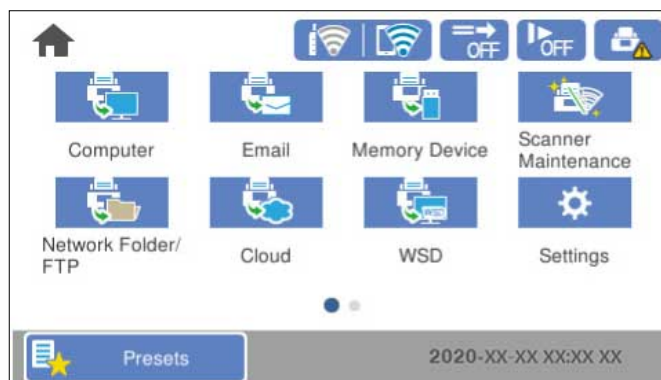 OFF
OFF
Computer
Email
Memory Device
Scanner
Maintenance
Network Folder/
FTP
Cloud
WSD
WSD
Settings
Presets
2020-XX-XX XX:XX XX